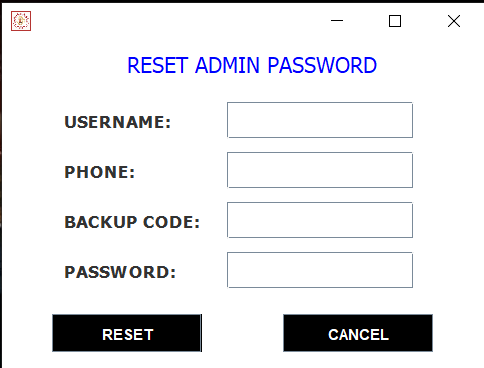 RESET ADMIN PASSWORD
USERNAME:
PHONE:
BACKUP CODE:
PASSWORD:
RESET CANCEL